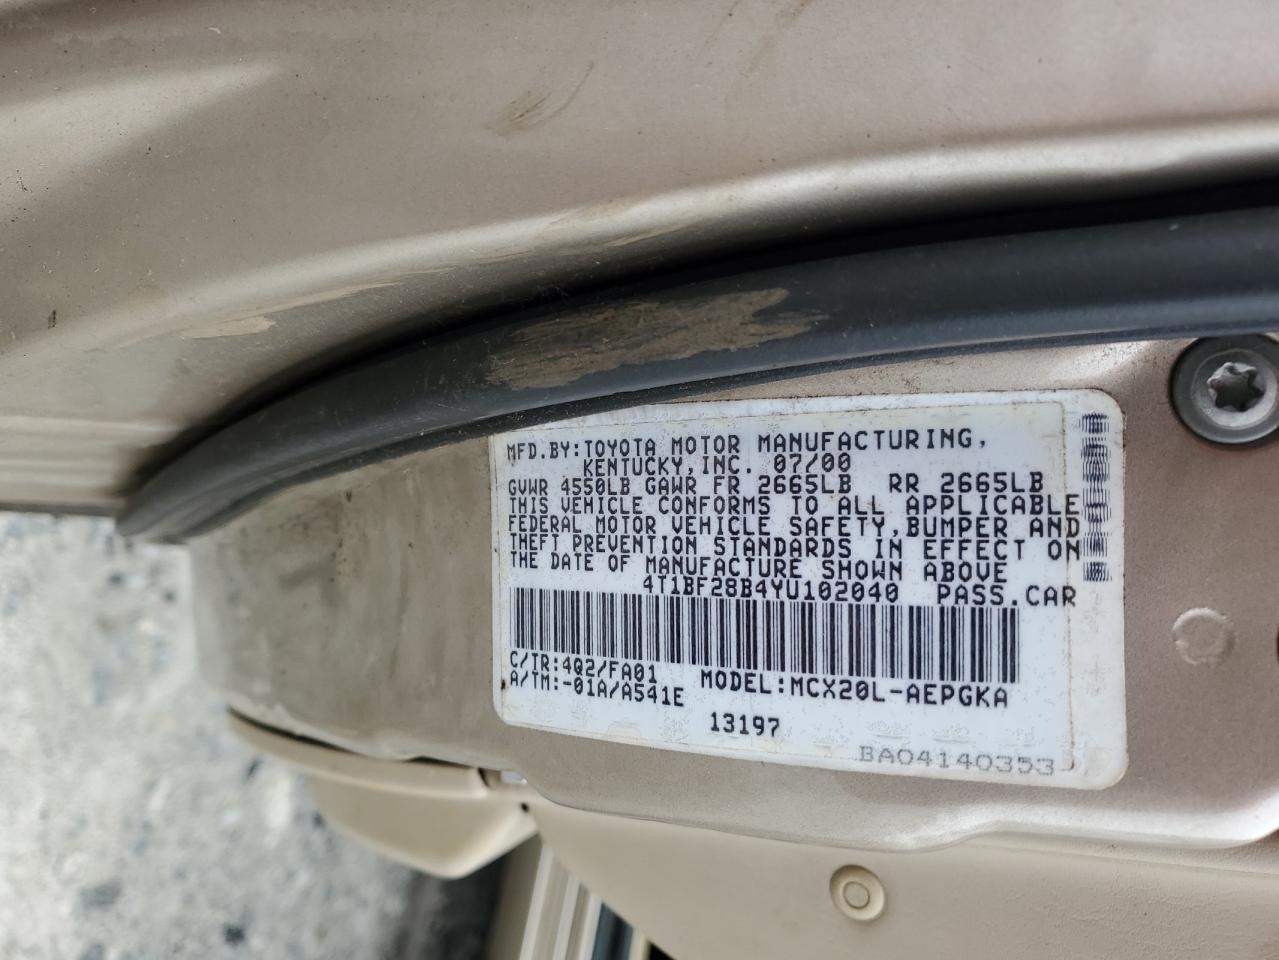 MFD.BY:TOYOTA MOTOR MANUFACTURING,
KENTUCKY,INC. 07/00
GVWR 4550LB GAWR FR 2665LB RR 2665LB
THIS VEHICLE CONFORMS TO ALL APPLICABLE
FEDERAL MOTOR VEHICLE SAFETY,BUMPER AND
THEFT PREVENTION STANDARDS IN EFFECT ON
THE DATE OF MANUFACTURE SHOWN ABOVE
4T1BF28B4YU102040 PASS.CAR
C/TR:4Q2/FA01
A/TM:-01A/A541E MODEL:MCX20L-AEPGKA
13197
BA04140353